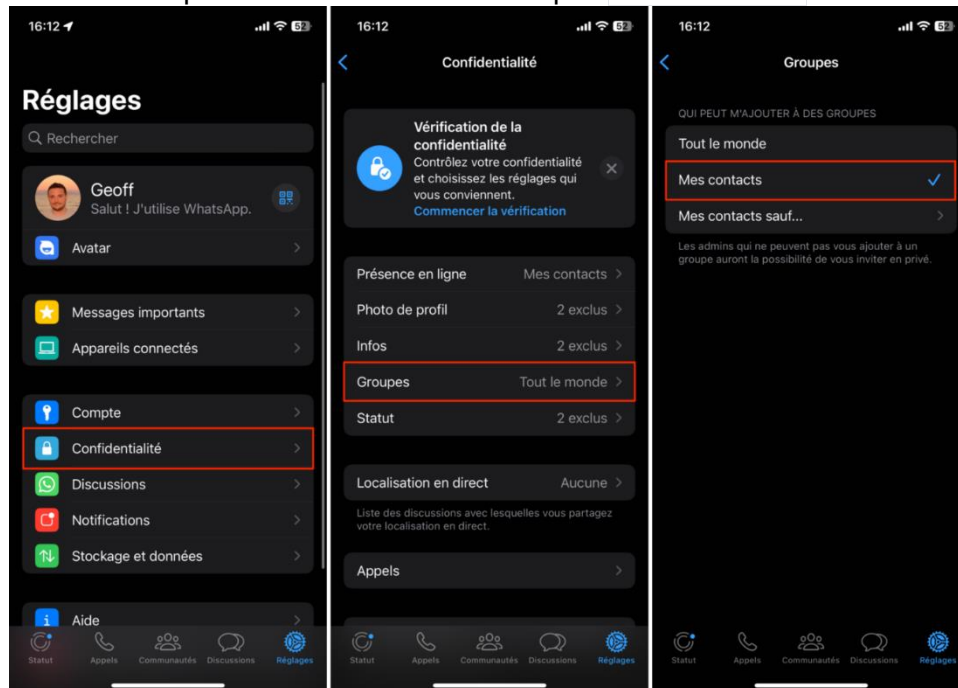 16:12
52
Réglages
Rechercher
Geoff
Salut ! J'utilise WhatsApp.
Avatar
Messages importants
Appareils connectés
Compte
Confidentialité
Discussions
Notifications
Stockage et données
Aide
Statut
Appels
Communautés
Discussions
Réglages
16:12
52
Confidentialité
Vérification de la
confidentialité
Contrôlez votre confidentialité
et choisissez les réglages qui
vous conviennent.
Commencer la vérification
Présence en ligne Mes contacts
Photo de profil 2 exclus
Infos 2 exclus
Groupes Tout le monde
Statut 2 exclus
Localisation en direct Aucune
Liste des discussions avec lesquelles vous partagez
votre localisation en direct.
Appels
Statut
Appels
Communautés
Discussions
Réglages
16:12
52
Groupes
QUI PEUT M'AJOUTER À DES GROUPES
Tout le monde
Mes contacts
Mes contacts sauf...
Les admins qui ne peuvent pas vous ajouter à un
groupe auront la possibilité de vous inviter en privé.
Statut
Appels
Communautés
Discussions
Réglages